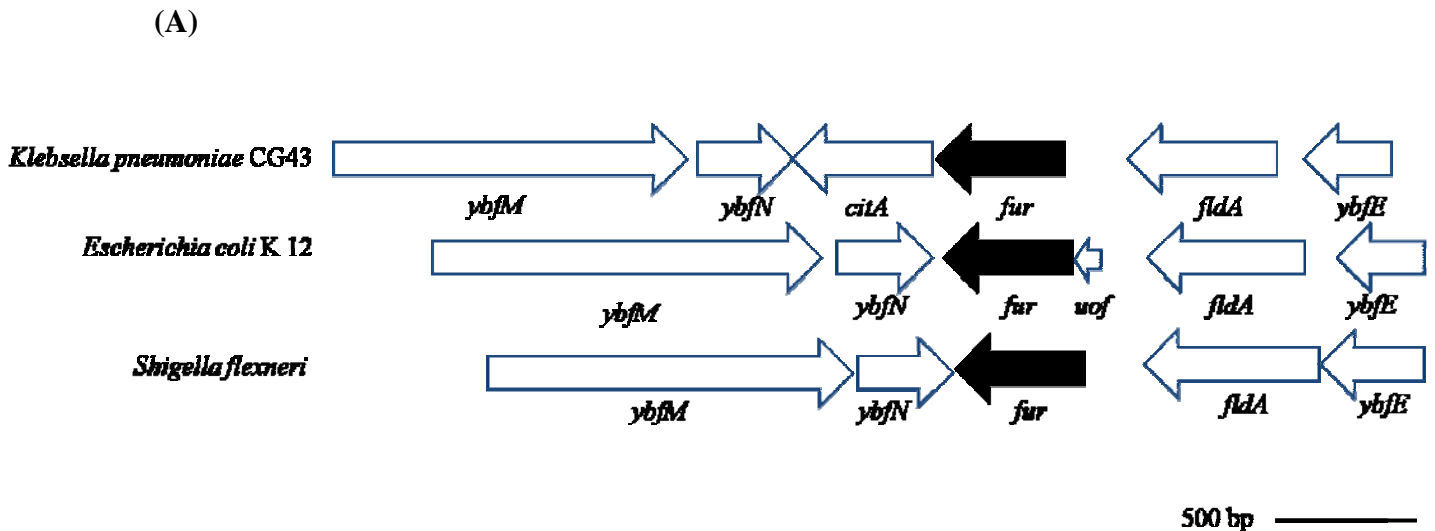 (A)
Klebsella pneumoniae CG43
ybfM ybfN citA fur fldA ybfE
Escherichia coli K 12
ybfM ybfN fur uof fldA ybfE
Shigella flexneri
ybfM ybfN fur fldA ybfE
500 bp